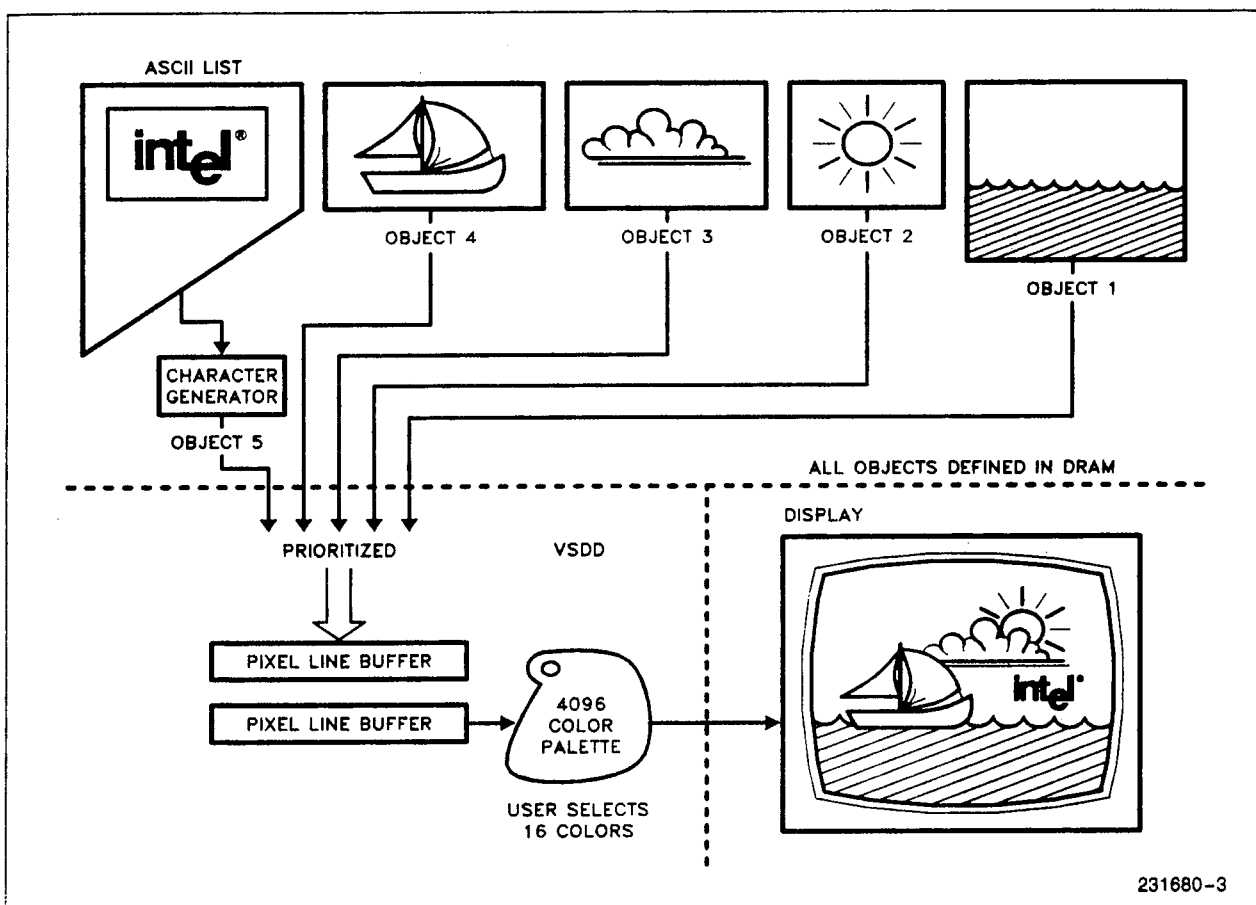 ASCII LIST
intel®
OBJECT 4
OBJECT 3
OBJECT 2
OBJECT 1
CHARACTER
GENERATOR
OBJECT 5
ALL OBJECTS DEFINED IN DRAM
PRIORITIZED
VSDD
DISPLAY
PIXEL LINE BUFFER
PIXEL LINE BUFFER
4096
COLOR
PALETTE
USER SELECTS
16 COLORS
intel
231680-3